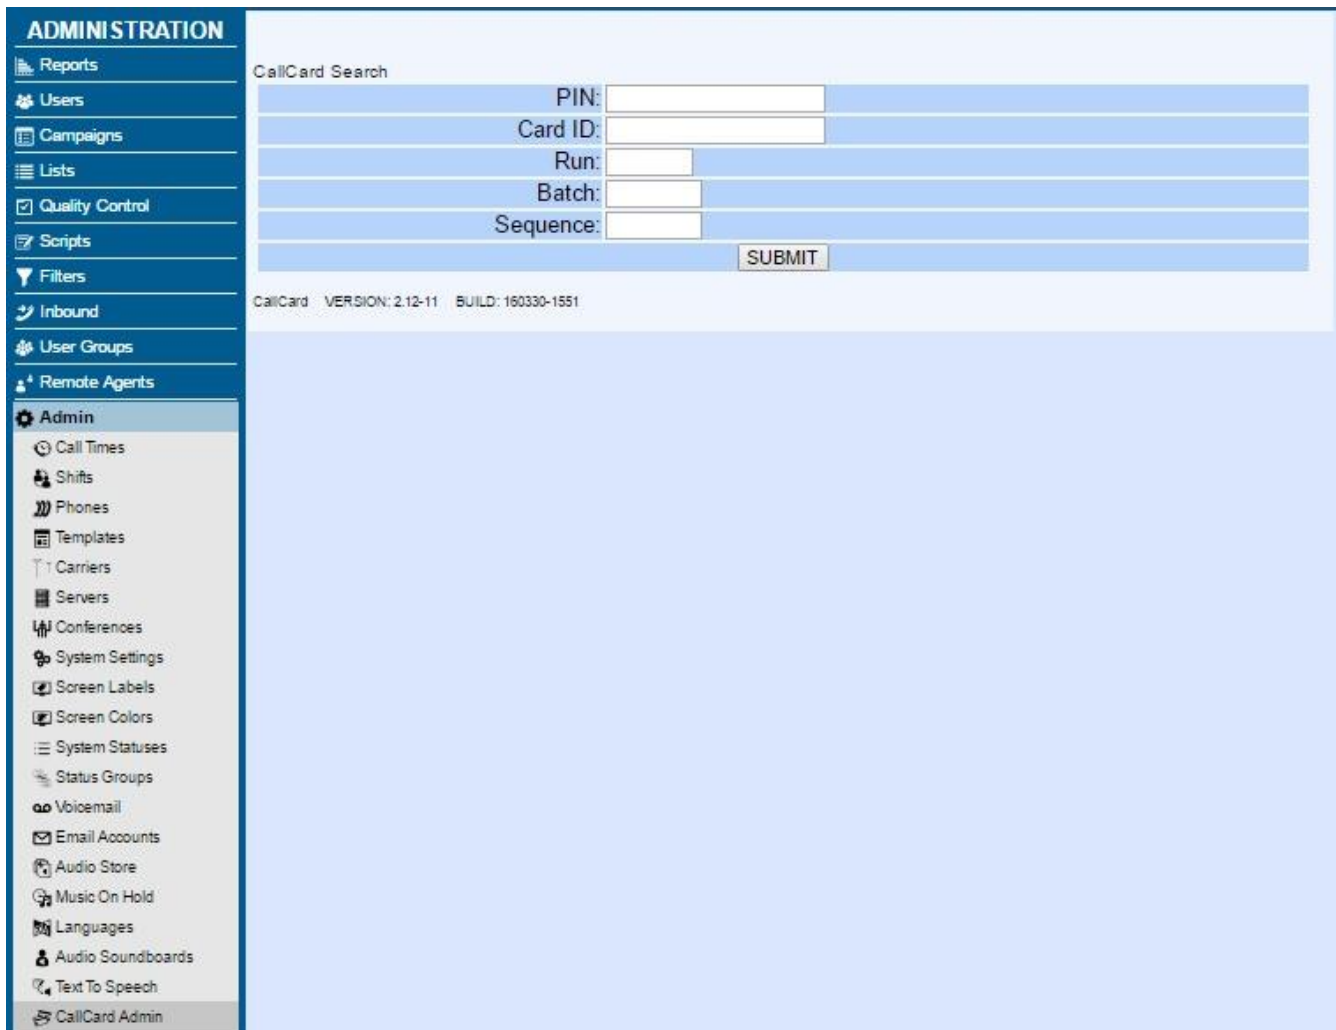 ADMINISTRATION
Reports
Users
Campaigns
Lists
Quality Control
Scripts
Filters
Inbound
User Groups
Remote Agents
Admin
Call Times
Shifts
Phones
Templates
Carriers
Servers
Conferences
System Settings
Screen Labels
Screen Colors
System Statuses
Status Groups
Voicemail
Email Accounts
Audio Store
Music On Hold
Languages
Audio Soundboards
Text To Speech
CallCard Admin
CallCard Search
PIN:
Card ID:
Run:
Batch:
Sequence:
SUBMIT
CallCard VERSION: 2.12-11 BUILD: 160330-1551